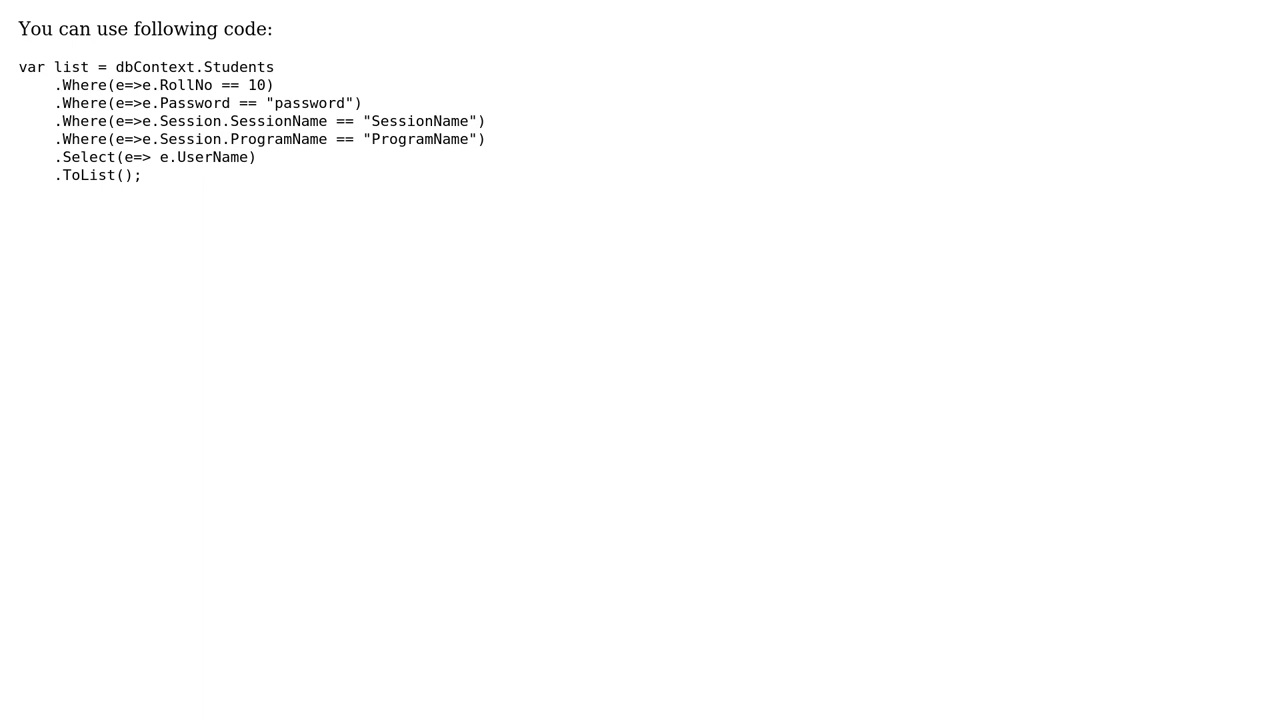 You can use following code:
var list = dbContext.Students
    .Where(e=>e.RollNo == 10)
    .Where(e=>e.Password == "password")
    .Where(e=>e.Session.SessionName == "SessionName")
    .Where(e=>e.Session.ProgramName == "ProgramName")
    .Select(e=> e.UserName)
    .ToList();